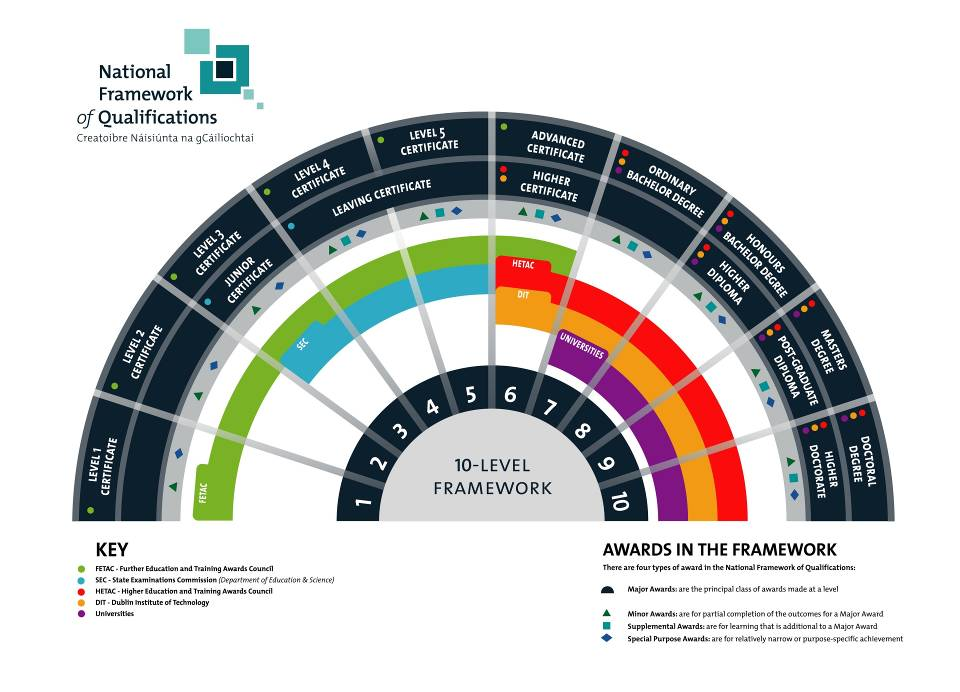 National
Framework
of Qualifications
Creatoibre Náisiúnta na gCáilíochtaí
LEVEL 1
CERTIFICATE
LEVEL 2
CERTIFICATE
LEVEL 3
CERTIFICATE
JUNIOR
CERTIFICATE
LEVEL 4
CERTIFICATE
LEVEL 5
CERTIFICATE
LEAVING CERTIFICATE
ADVANCED
CERTIFICATE
HIGHER
CERTIFICATE
ORDINARY
BACHELOR DEGREE
HONOURS
BACHELOR DEGREE
HIGHER
DIPLOMA
MASTERS
DEGREE
POST-GRADUATE
DIPLOMA
DOCTORAL
DEGREE
HIGHER
DOCTORATE
FETAC
SEC
HETAC
DIT
UNIVERSITIES
1
2
3
4
5
6
7
8
9
10
10-LEVEL
FRAMEWORK
KEY
FETAC - Further Education and Training Awards Council
SEC - State Examinations Commission (Department of Education & Science)
HETAC - Higher Education and Training Awards Council
DIT - Dublin Institute of Technology
Universities
AWARDS IN THE FRAMEWORK
There are four types of award in the National Framework of Qualifications:
Major Awards: are the principal class of awards made at a level
Minor Awards: are for partial completion of the outcomes for a Major Award
Supplemental Awards: are for learning that is additional to a Major Award
Special Purpose Awards: are for relatively narrow or purpose-specific achievement